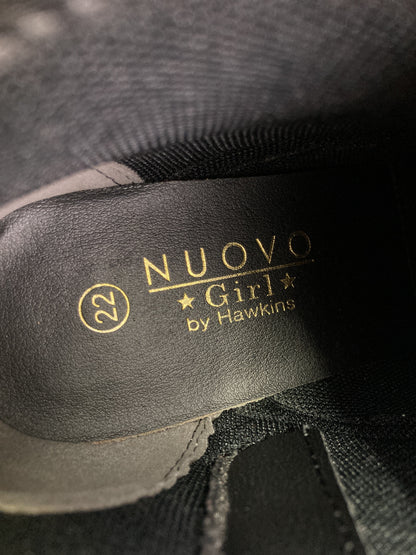 NUOVO
★ Girl ★
by Hawkins
22